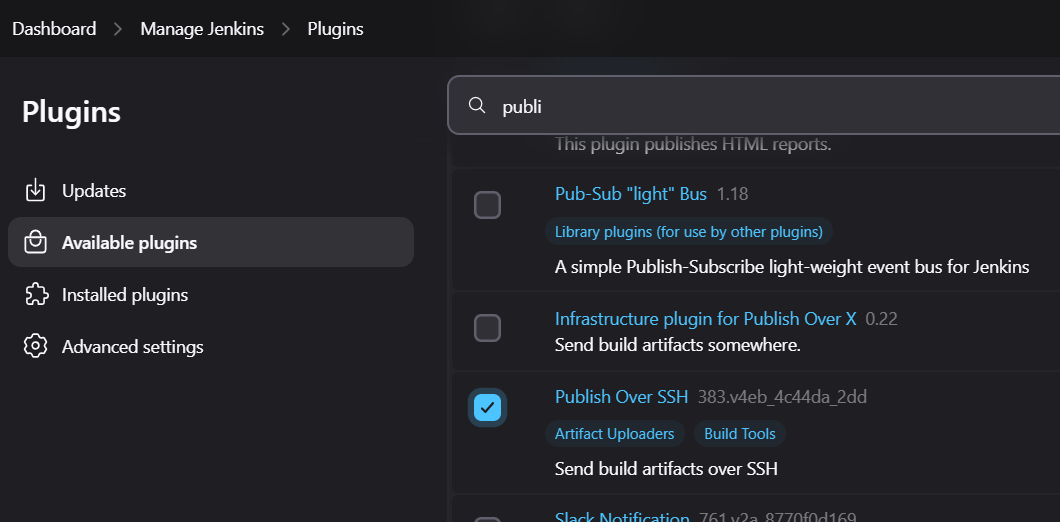 Dashboard > Manage Jenkins > Plugins
Plugins
Updates
Available plugins
Installed plugins
Advanced settings
publi
This plugin publishes HTML reports.
Pub-Sub "light" Bus 1.18
Library plugins (for use by other plugins)
A simple Publish-Subscribe light-weight event bus for Jenkins
Infrastructure plugin for Publish Over X 0.22
Send build artifacts somewhere.
Publish Over SSH 383.v4eb_4c44da_2dd
Artifact Uploaders Build Tools
Send build artifacts over SSH
Slack Notification 761.v2a_8770f0d169